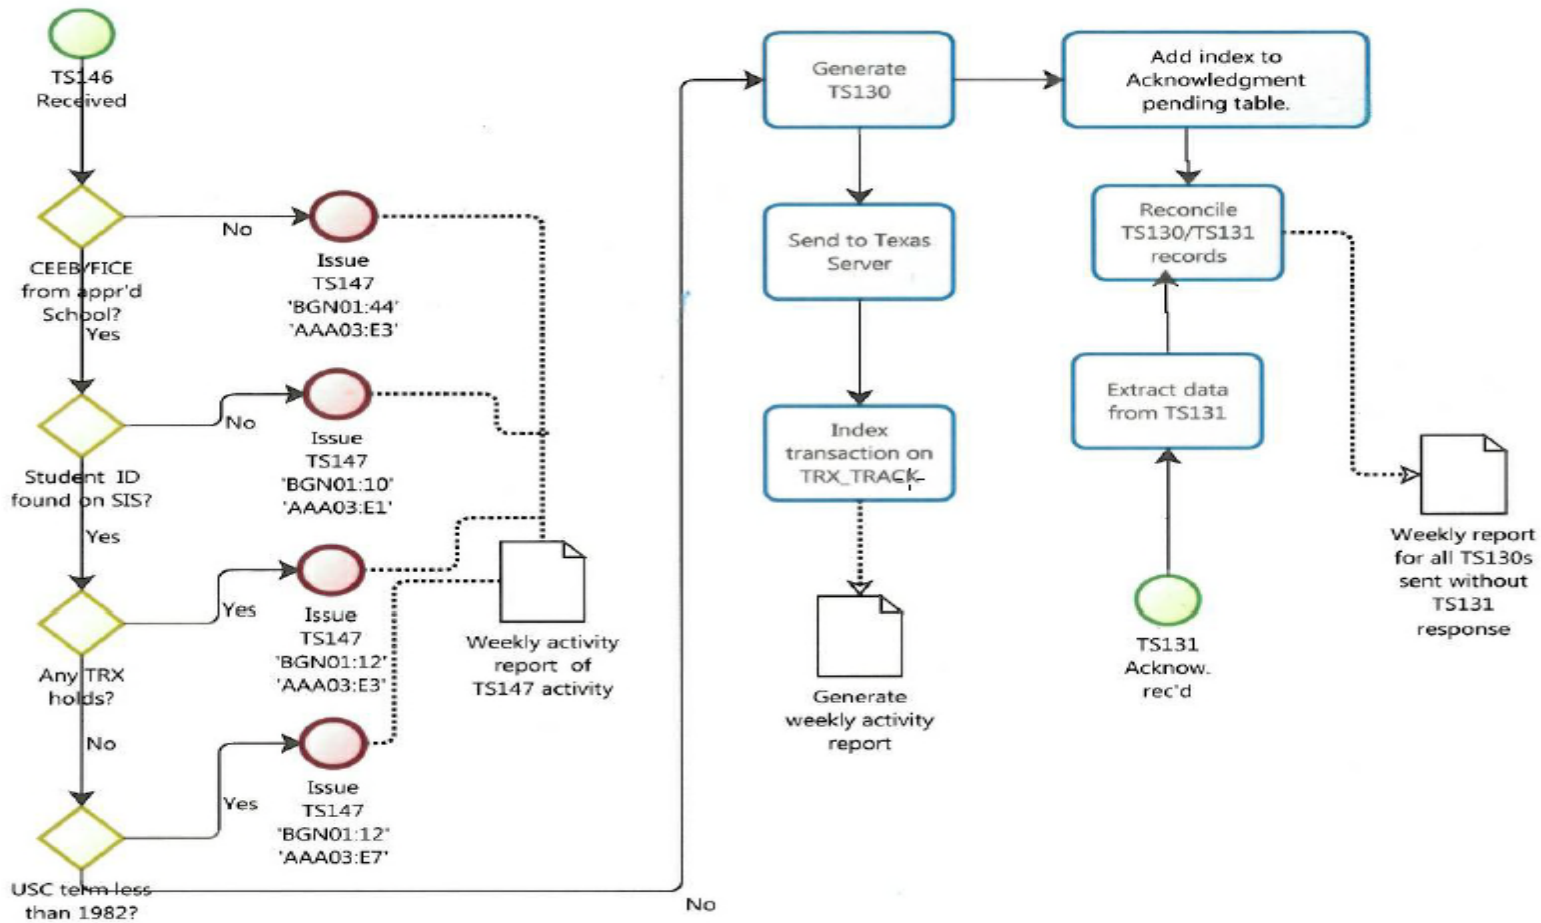 TS146
Received
No
CEEB/FICE
from appr'd
School?
Yes
Issue
TS147
'BGN01:44'
'AAA03:E3'
No
Student ID
found on SIS?
Yes
Issue
TS147
'BGN01:10'
'AAA03:E1'
Yes
Any TRX
holds?
No
Issue
TS147
'BGN01:12'
'AAA03:E3'
Yes
USC term less
than 1982?
No
Issue
TS147
'BGN01:12'
'AAA03:E7'
Weekly activity
report of
TS147 activity
Generate
TS130
Send to Texas
Server
Index
transaction on
TRX_TRACK
Generate
weekly activity
report
Add index to
Acknowledgment
pending table.
Reconcile
TS130/TS131
records
Extract data
from TS131
TS131
Acknow.
rec'd
Weekly report
for all TS130s
sent without
TS131
response